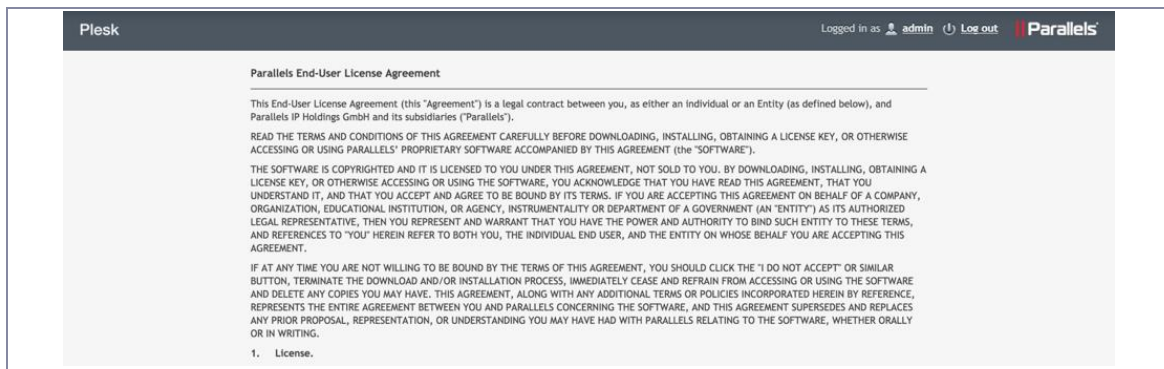 Plesk
Logged in as admin Log out Parallels
Parallels End-User License Agreement
This End-User License Agreement (this "Agreement") is a legal contract between you, as either an individual or an Entity (as defined below), and
Parallels IP Holdings GmbH and its subsidiaries ("Parallels").
READ THE TERMS AND CONDITIONS OF THIS AGREEMENT CAREFULLY BEFORE DOWNLOADING, INSTALLING, OBTAINING A LICENSE KEY, OR OTHERWISE
ACCESSING OR USING PARALLELS' PROPRIETARY SOFTWARE ACCOMPANIED BY THIS AGREEMENT (the "SOFTWARE").
THE SOFTWARE IS COPYRIGHTED AND IT IS LICENSED TO YOU UNDER THIS AGREEMENT, NOT SOLD TO YOU. BY DOWNLOADING, INSTALLING, OBTAINING A
LICENSE KEY, OR OTHERWISE ACCESSING OR USING THE SOFTWARE, YOU ACKNOWLEDGE THAT YOU HAVE READ THIS AGREEMENT, THAT YOU
UNDERSTAND IT, AND THAT YOU ACCEPT AND AGREE TO BE BOUND BY ITS TERMS. IF YOU ARE ACCEPTING THIS AGREEMENT ON BEHALF OF A COMPANY,
ORGANIZATION, EDUCATIONAL INSTITUTION, OR AGENCY, INSTRUMENTALITY OR DEPARTMENT OF A GOVERNMENT (AN "ENTITY") AS ITS AUTHORIZED
LEGAL REPRESENTATIVE, THEN YOU REPRESENT AND WARRANT THAT YOU HAVE THE POWER AND AUTHORITY TO BIND SUCH ENTITY TO THESE TERMS,
AND REFERENCES TO "YOU" HEREIN REFER TO BOTH YOU, THE INDIVIDUAL END USER, AND THE ENTITY ON WHOSE BEHALF YOU ARE ACCEPTING THIS
AGREEMENT.
IF AT ANY TIME YOU ARE NOT WILLING TO BE BOUND BY THE TERMS OF THIS AGREEMENT, YOU SHOULD CLICK THE "I DO NOT ACCEPT" OR SIMILAR
BUTTON, TERMINATE THE DOWNLOAD AND/OR INSTALLATION PROCESS, IMMEDIATELY CEASE AND REFRAIN FROM ACCESSING OR USING THE SOFTWARE
AND DELETE ANY COPIES YOU MAY HAVE. THIS AGREEMENT, ALONG WITH ANY ADDITIONAL TERMS OR POLICIES INCORPORATED HEREIN BY REFERENCE,
REPRESENTS THE ENTIRE AGREEMENT BETWEEN YOU AND PARALLELS CONCERNING THE SOFTWARE, AND THIS AGREEMENT SUPERSEDES AND REPLACES
ANY PRIOR PROPOSAL, REPRESENTATION, OR UNDERSTANDING YOU MAY HAVE HAD WITH PARALLELS RELATING TO THE SOFTWARE, WHETHER ORALLY
OR IN WRITING.
1. License.